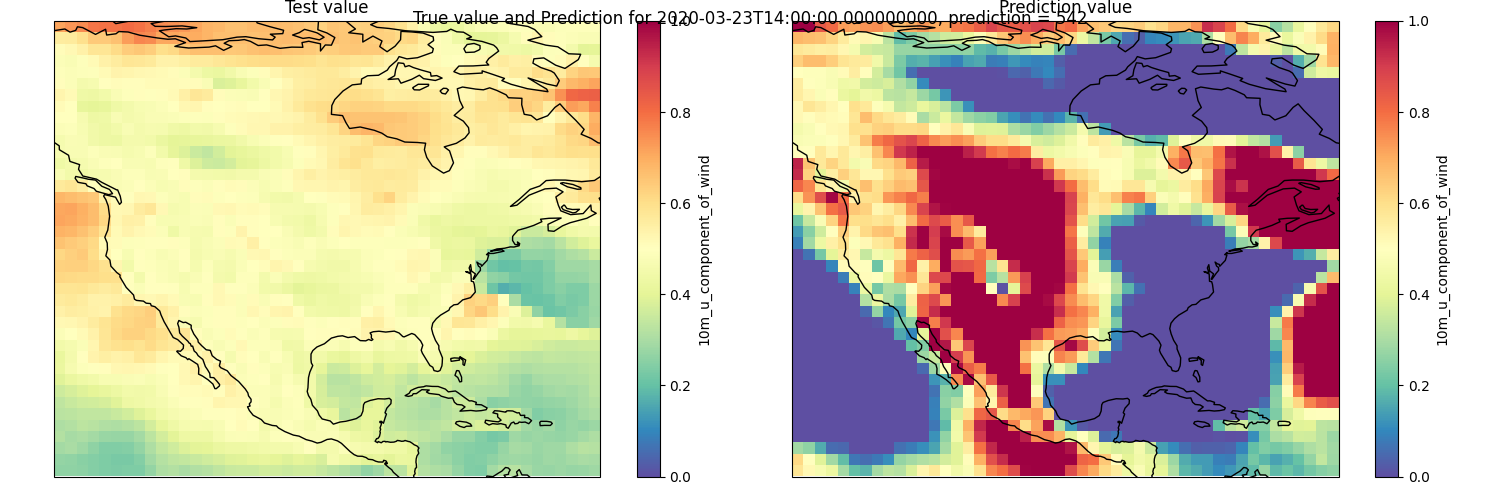 Test value
Prediction value
True value and Prediction for 2020-03-23T14:00:00.000000000, prediction = 542
1.0
0.8
0.6
0.4
0.2
0.0
10m_u_component_of_wind
1.0
0.8
0.6
0.4
0.2
0.0
10m_u_component_of_wind